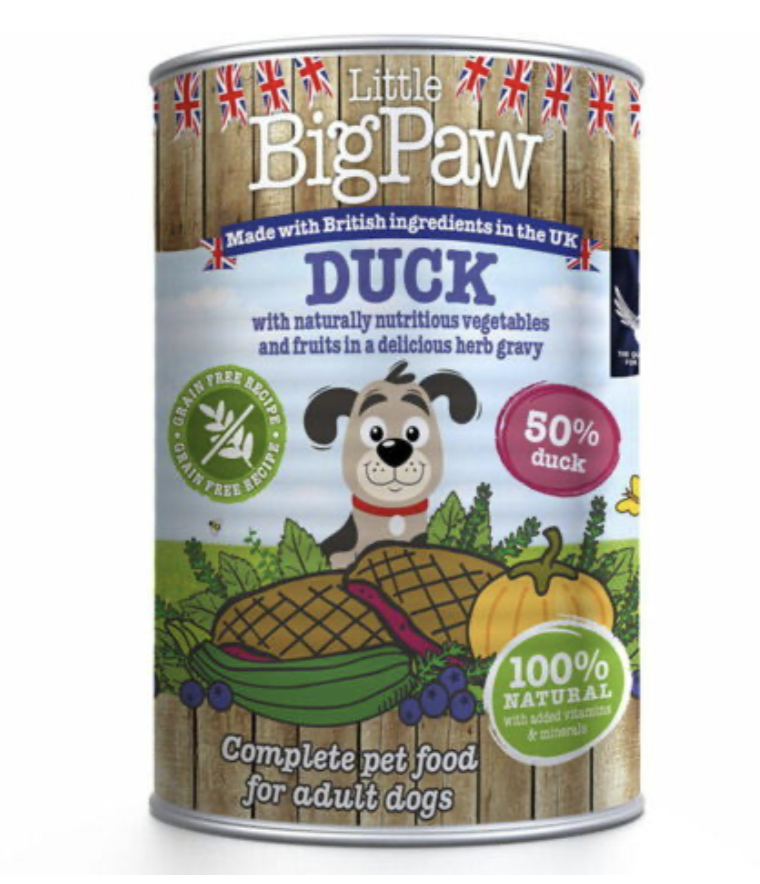 Little
BigPaw
Made with British ingredients in the UK
DUCK
with naturally nutritious vegetables
and fruits in a delicious herb gravy
GRAIN FREE RECIPE
GRAIN FREE RECIPE
50%
duck
100%
NATURAL
with added vitamins
& minerals
Complete pet food
for adult dogs